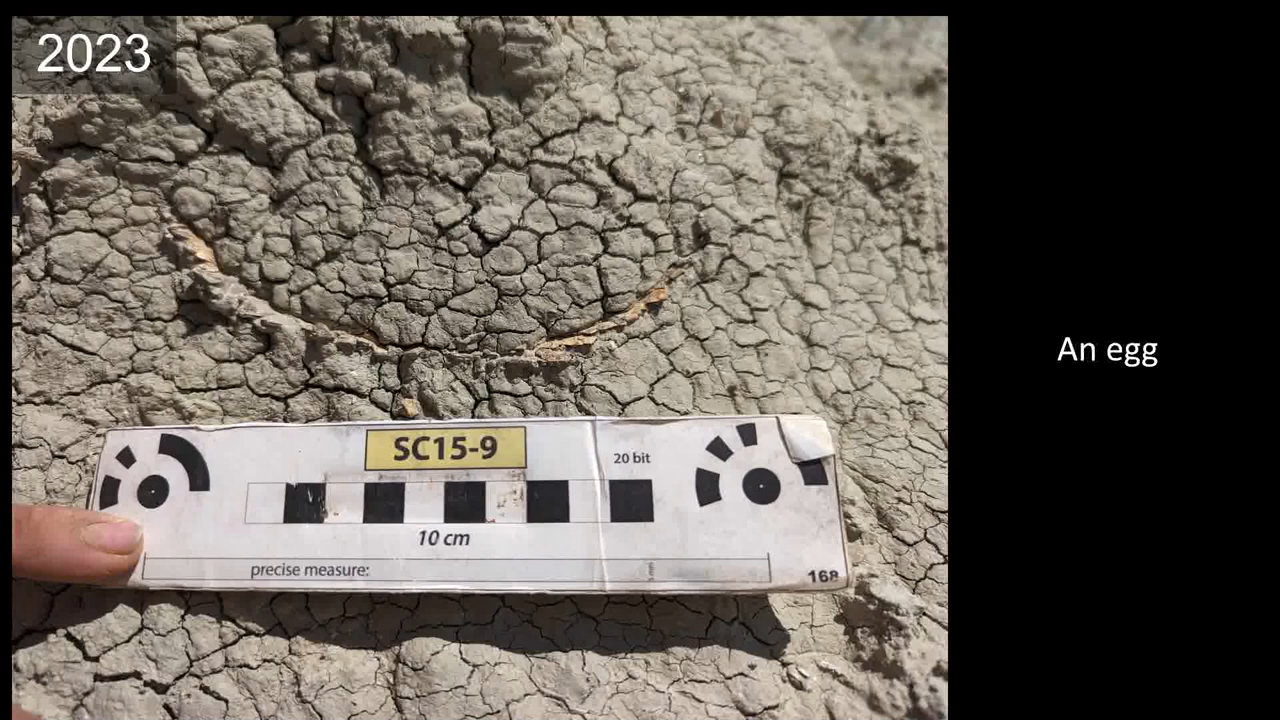 2023
An egg
SC15-9
20 bit
10 cm
precise measure:
168